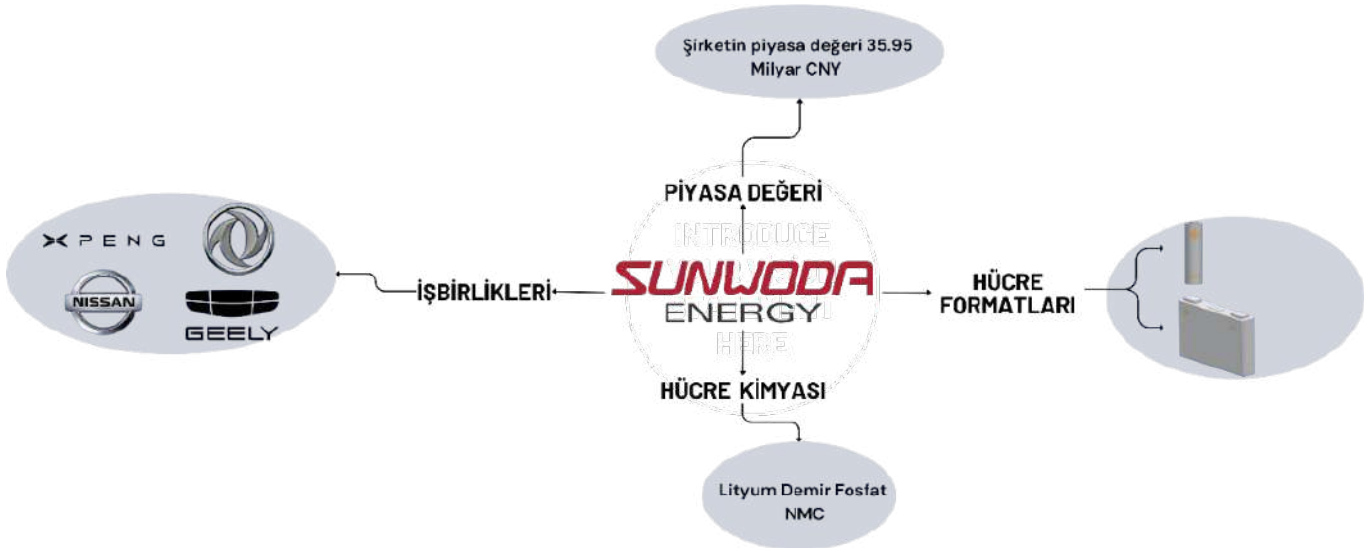 Şirketin piyasa değeri 35.95
Milyar CNY
PİYASA DEĞERİ
INTRODUCE
XPENG
NISSAN
GEELY
İŞBİRLİKLERİ
SUNWODA
ENERGY
HERE
HÜCRE
FORMATLARI
HÜCRE KİMYASI
Lityum Demir Fosfat
NMC